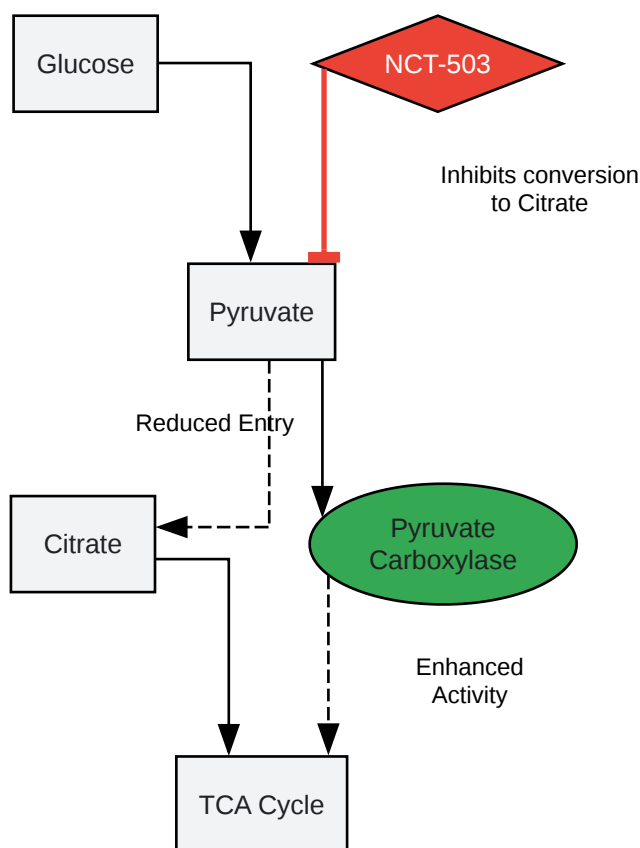 Glucose
NCT-503
Inhibits conversion
to Citrate
Pyruvate
Reduced Entry
Citrate
Pyruvate
Carboxylase
Enhanced
Activity
TCA Cycle